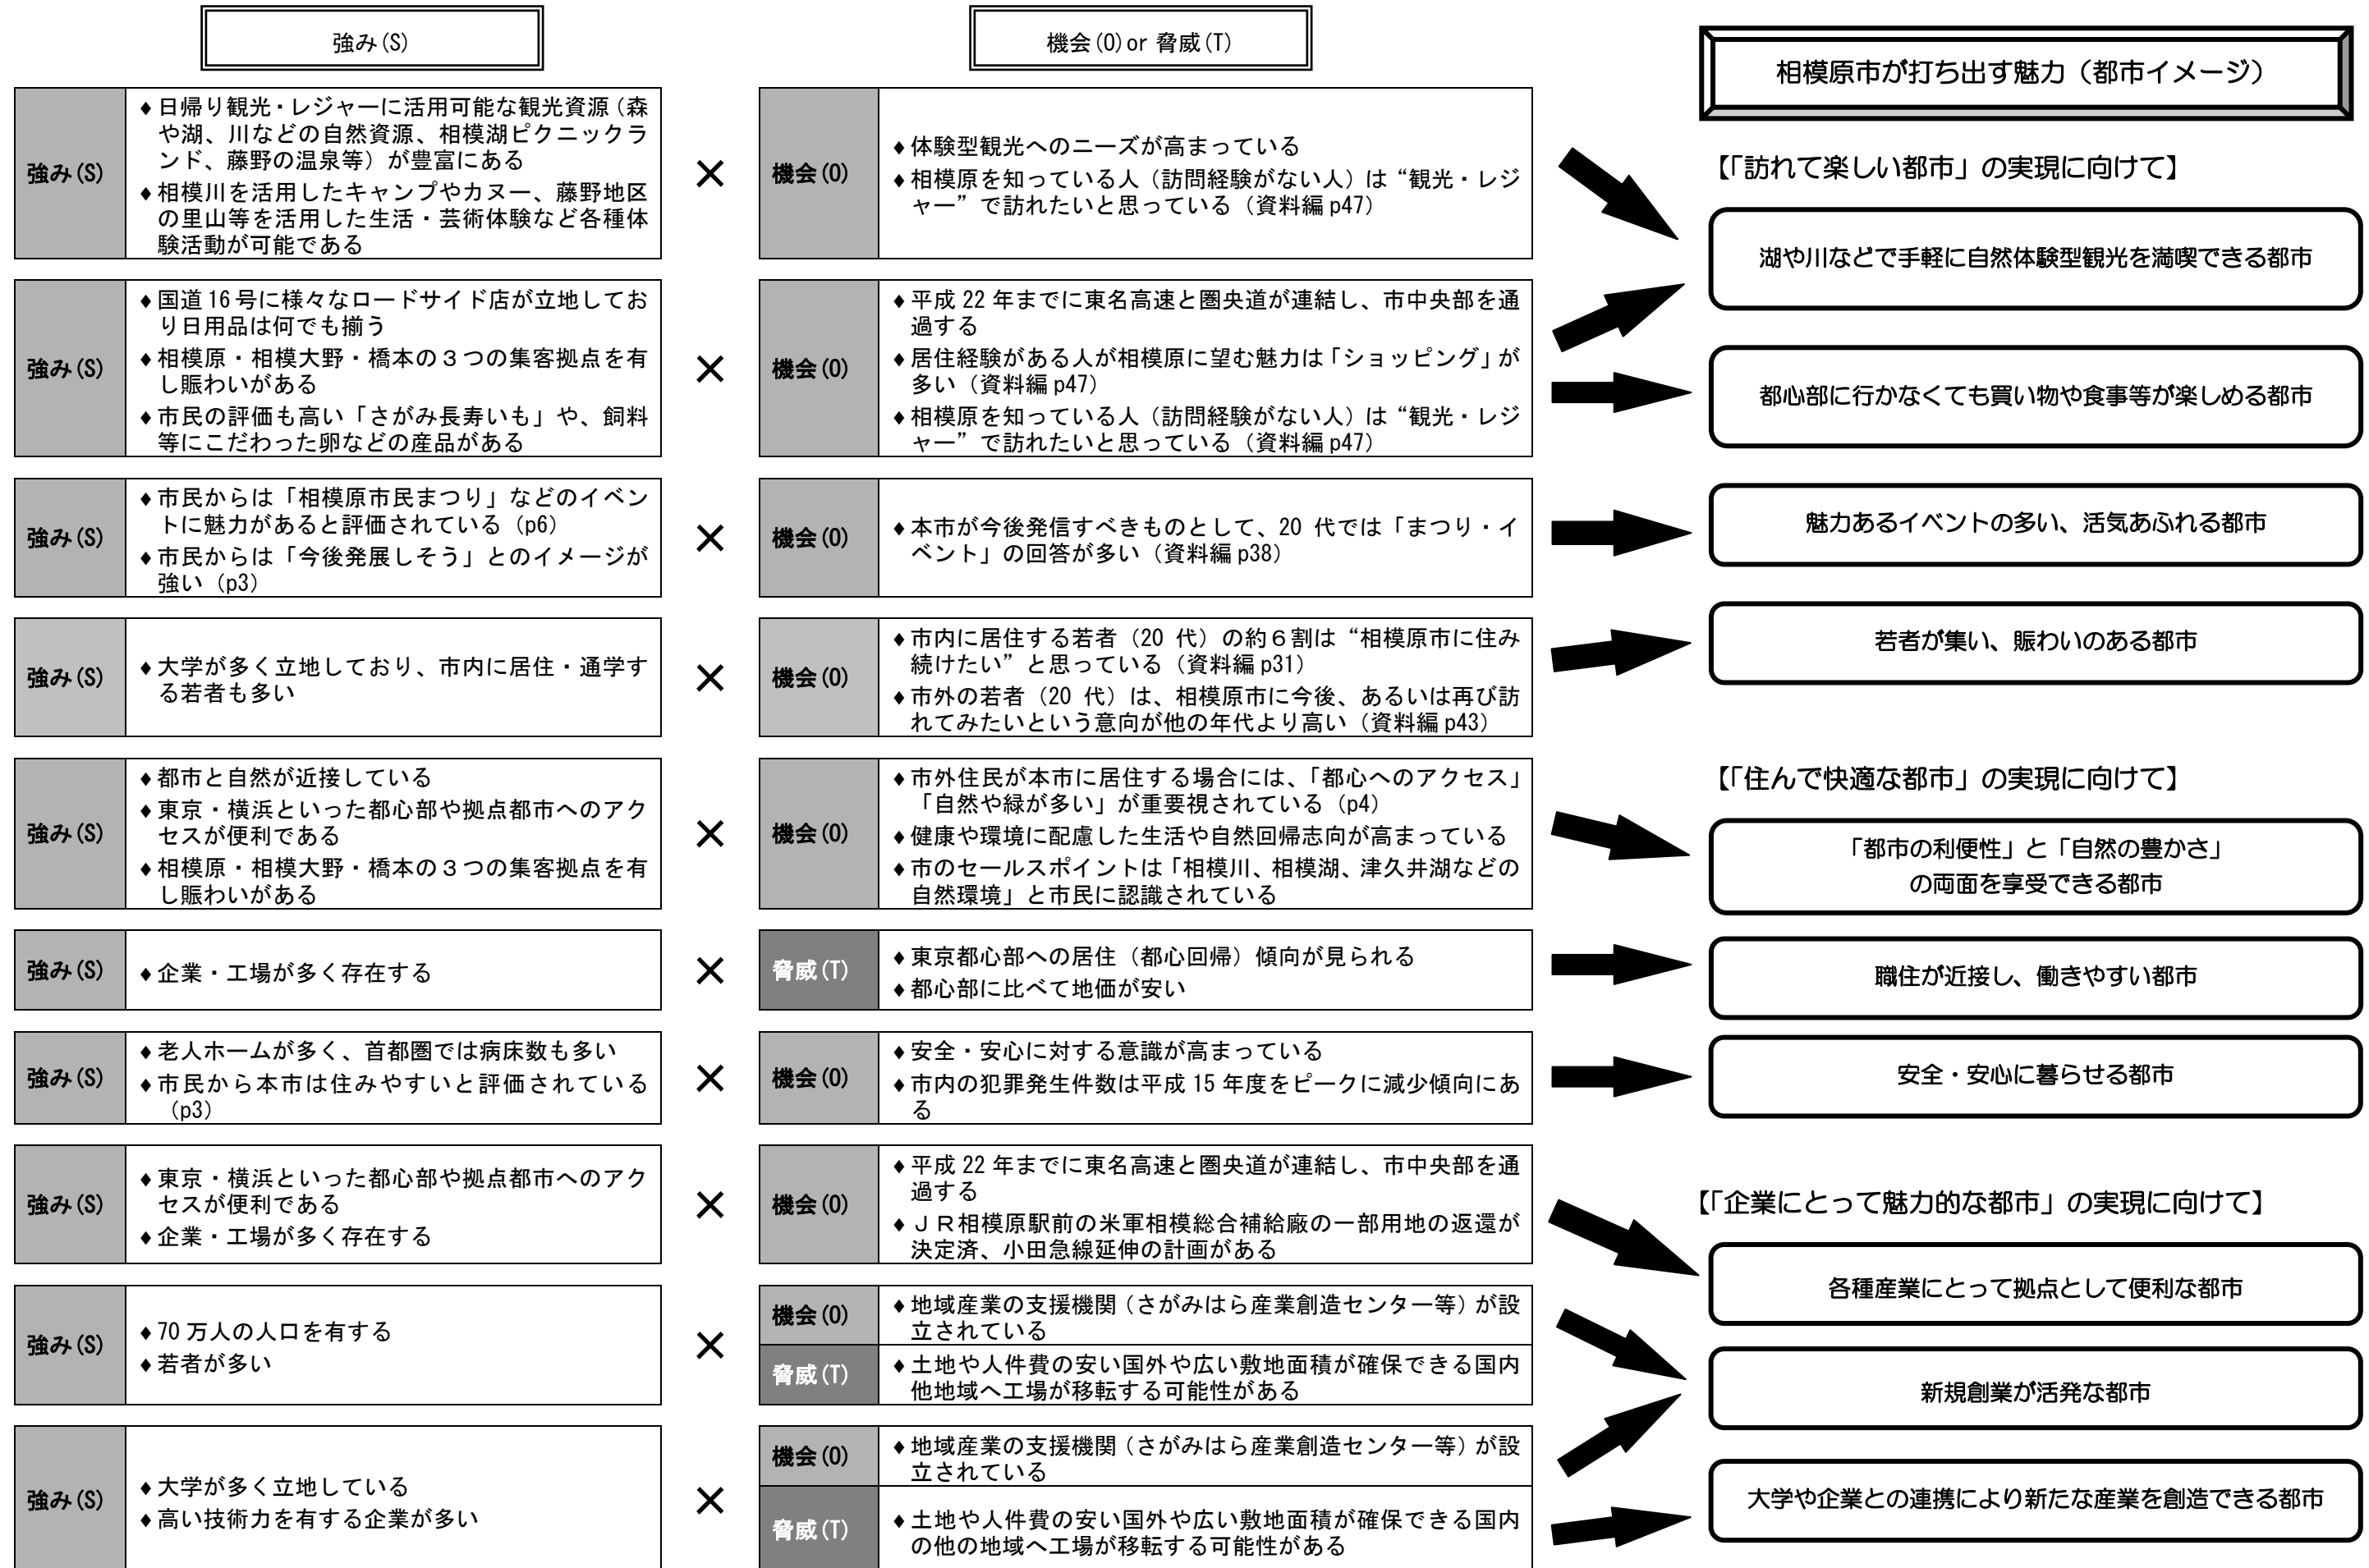 強み(S)
機会(O)or 脅威(T)
相模原市が打ち出す魅力（都市イメージ）
強み(S)
♦日帰り観光・レジャーに活用可能な観光資源（森
や湖、川などの自然資源、相模湖ピクニックラ
ンド、藤野の温泉等）が豊富にある
♦相模川を活用したキャンプやカヌー、藤野地区
の里山等を活用した生活・芸術体験など各種体
験活動が可能である
×
機会(O)
♦体験型観光へのニーズが高まっている
♦相模原を知っている人（訪問経験がない人）は“観光・レジ
ャー”で訪れたいと思っている（資料編 p47）
【「訪れて楽しい都市」の実現に向けて】
湖や川などで手軽に自然体験型観光を満喫できる都市
強み(S)
♦国道 16 号に様々なロードサイド店が立地してお
り日用品は何でも揃う
♦相模原・相模大野・橋本の３つの集客拠点を有
し賑わいがある
♦市民の評価も高い「さがみ長寿いも」や、飼料
等にこだわった卵などの産品がある
×
機会(O)
♦平成 22 年までに東名高速と圏央道が連結し、市中央部を通
過する
♦居住経験がある人が相模原に望む魅力は「ショッピング」が
多い（資料編 p47）
♦相模原を知っている人（訪問経験がない人）は“観光・レジ
ャー”で訪れたいと思っている（資料編 p47）
都心部に行かなくても買い物や食事等が楽しめる都市
強み(S)
♦市民からは「相模原市民まつり」などのイベン
トに魅力があると評価されている（p6）
♦市民からは「今後発展しそう」とのイメージが
強い（p3）
×
機会(O)
♦本市が今後発信すべきものとして、20 代では「まつり・イ
ベント」の回答が多い（資料編 p38）
魅力あるイベントの多い、活気あふれる都市
強み(S)
♦大学が多く立地しており、市内に居住・通学す
る若者も多い
×
機会(O)
♦市内に居住する若者（20 代）の約６割は“相模原市に住み
続けたい”と思っている（資料編 p31）
♦市外の若者（20 代）は、相模原市に今後、あるいは再び訪
れてみたいという意向が他の年代より高い（資料編 p43）
若者が集い、賑わいのある都市
強み(S)
♦都市と自然が近接している
♦東京・横浜といった都心部や拠点都市へのアク
セスが便利である
♦相模原・相模大野・橋本の３つの集客拠点を有
し賑わいがある
×
機会(O)
♦市外住民が本市に居住する場合には、「都心へのアクセス」
「自然や緑が多い」が重要視されている（p4）
♦健康や環境に配慮した生活や自然回帰志向が高まっている
♦市のセールスポイントは「相模川、相模湖、津久井湖などの
自然環境」と市民に認識されている
【「住んで快適な都市」の実現に向けて】
「都市の利便性」と「自然の豊かさ」
の両面を享受できる都市
強み(S)
♦企業・工場が多く存在する
×
脅威(T)
♦東京都心部への居住（都心回帰）傾向が見られる
♦都心部に比べて地価が安い
職住が近接し、働きやすい都市
強み(S)
♦老人ホームが多く、首都圏では病床数も多い
♦市民から本市は住みやすいと評価されている
（p3）
×
機会(O)
♦安全・安心に対する意識が高まっている
♦市内の犯罪発生件数は平成 15 年度をピークに減少傾向にあ
る
安全・安心に暮らせる都市
強み(S)
♦東京・横浜といった都心部や拠点都市へのアク
セスが便利である
♦企業・工場が多く存在する
×
機会(O)
♦平成 22 年までに東名高速と圏央道が連結し、市中央部を通
過する
♦ＪＲ相模原駅前の米軍相模総合補給廠の一部用地の返還が
決定済、小田急線延伸の計画がある
【「企業にとって魅力的な都市」の実現に向けて】
各種産業にとって拠点として便利な都市
強み(S)
♦70 万人の人口を有する
♦若者が多い
×
機会(O)
♦地域産業の支援機関（さがみはら産業創造センター等）が設
立されている
脅威(T)
♦土地や人件費の安い国外や広い敷地面積が確保できる国内
他地域へ工場が移転する可能性がある
新規創業が活発な都市
強み(S)
♦大学が多く立地している
♦高い技術力を有する企業が多い
×
機会(O)
♦地域産業の支援機関（さがみはら産業創造センター等）が設
立されている
脅威(T)
♦土地や人件費の安い国外や広い敷地面積が確保できる国内
の他の地域へ工場が移転する可能性がある
大学や企業との連携により新たな産業を創造できる都市